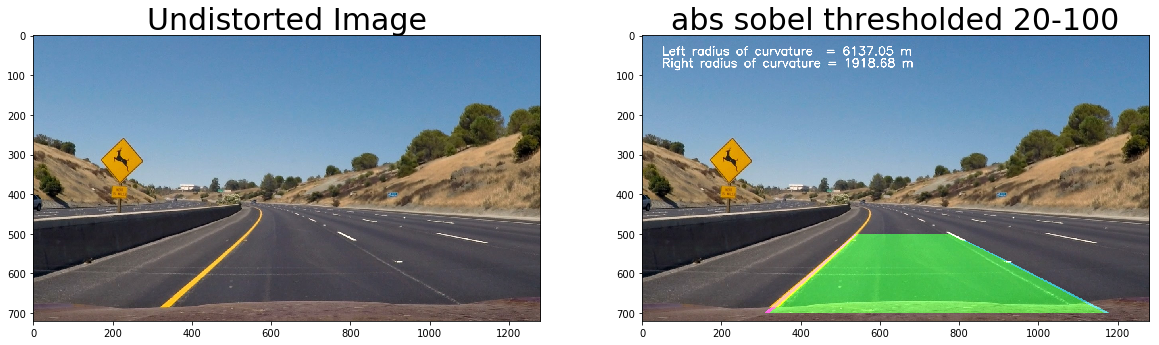 Undistorted Image
abs sobel thresholded 20-100
0
100
200
300
400
500
600
700
0 200 400 600 800 1000 1200
Left radius of curvature = 6137.05 m
Right radius of curvature = 1918.68 m
0
100
200
300
400
500
600
700
0 200 400 600 800 1000 1200